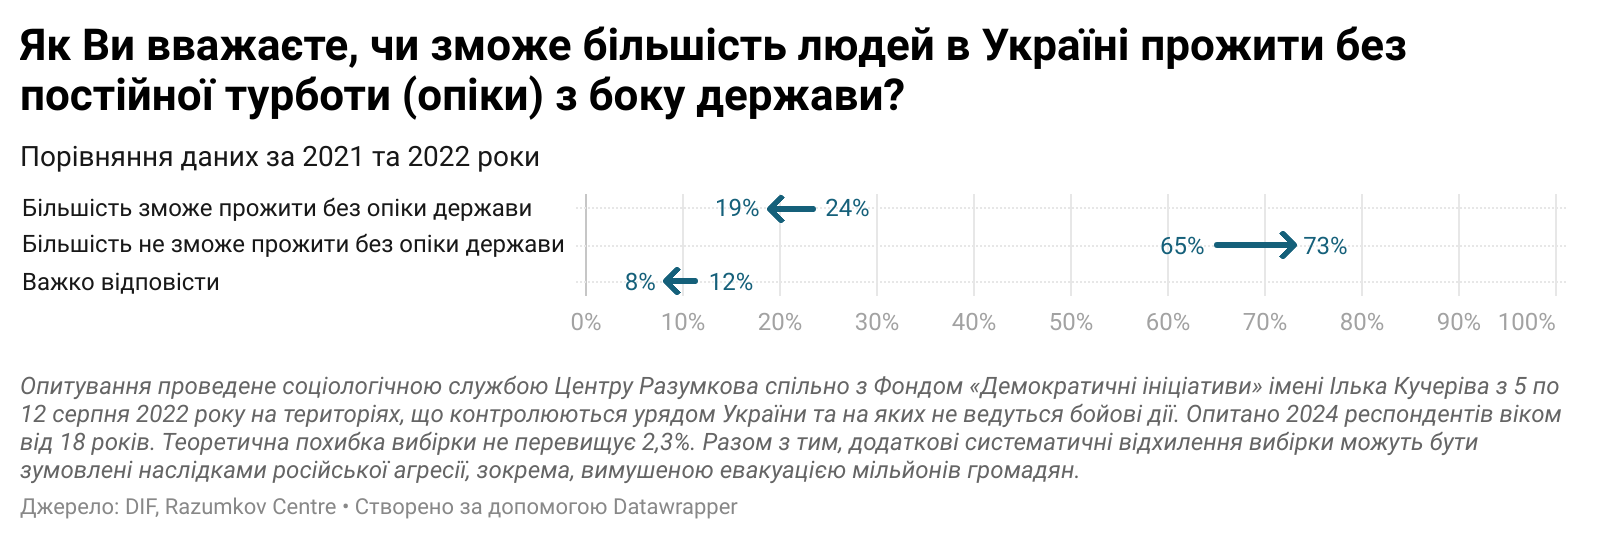 Як Ви вважаєте, чи зможе більшість людей в Україні прожити без
постійної турботи (опіки) з боку держави?
Порівняння даних за 2021 та 2022 роки
Більшість зможе прожити без опіки держави 19% 24%
Більшість не зможе прожити без опіки держави 65% 73%
Важко відповісти 8% 12%
0% 10% 20% 30% 40% 50% 60% 70% 80% 90% 100%
Опитування проведене соціологічною службою Центру Разумкова спільно з Фондом «Демократичні ініціативи» імені Ілька Кучеріва з 5 по
12 серпня 2022 року на територіях, що контролюються урядом України та на яких не ведуться бойові дії. Опитано 2024 респондентів віком
від 18 років. Теоретична похибка вибірки не перевищує 2,3%. Разом з тим, додаткові систематичні відхилення вибірки можуть бути
зумовлені наслідками російської агресії, зокрема, вимушеною евакуацією мільйонів громадян.
Джерело: DIF, Razumkov Centre • Створено за допомогою Datawrapper